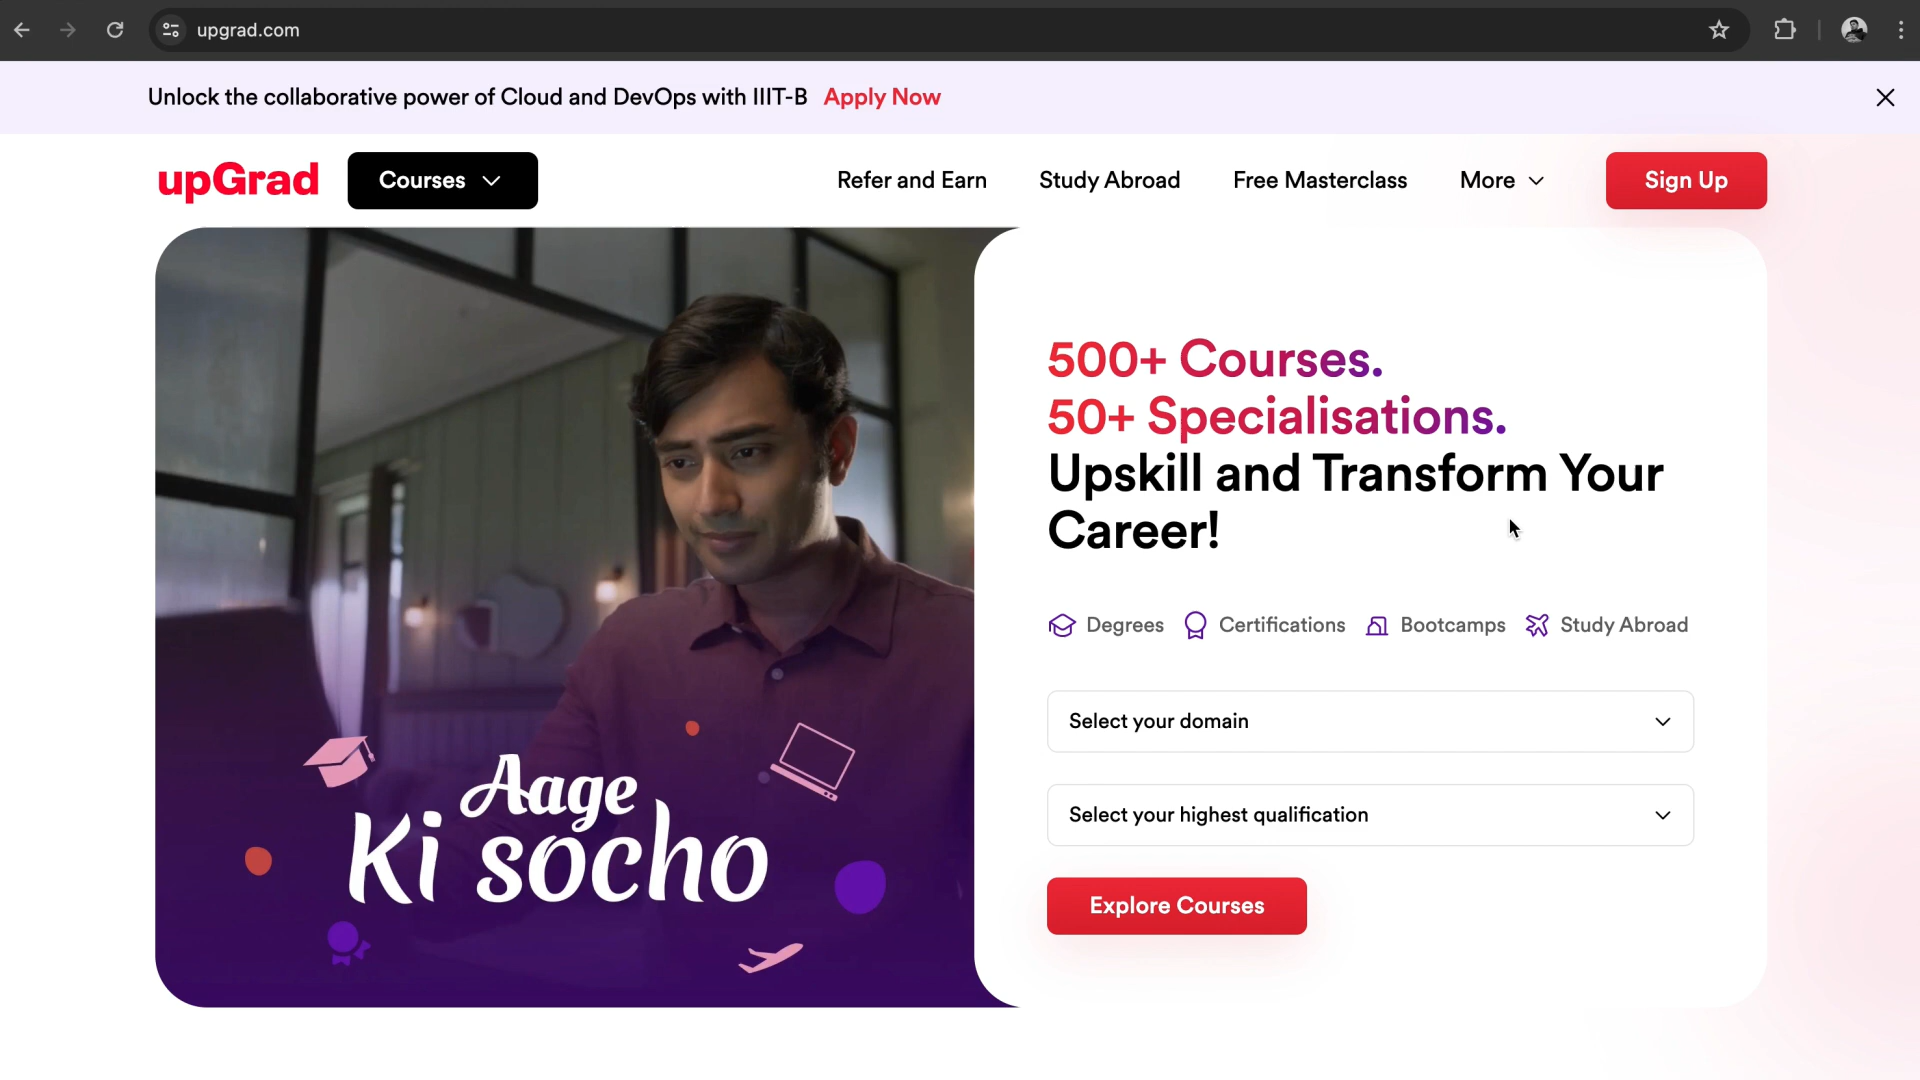 upgrad.com
Unlock the collaborative power of Cloud and DevOps with IIIT-B Apply Now
upGrad Courses Refer and Earn Study Abroad Free Masterclass More Sign Up
500+ Courses.
50+ Specialisations.
Upskill and Transform Your
Career!
Degrees Certifications Bootcamps Study Abroad
Select your domain
Select your highest qualification
Explore Courses
Aage
Ki socho